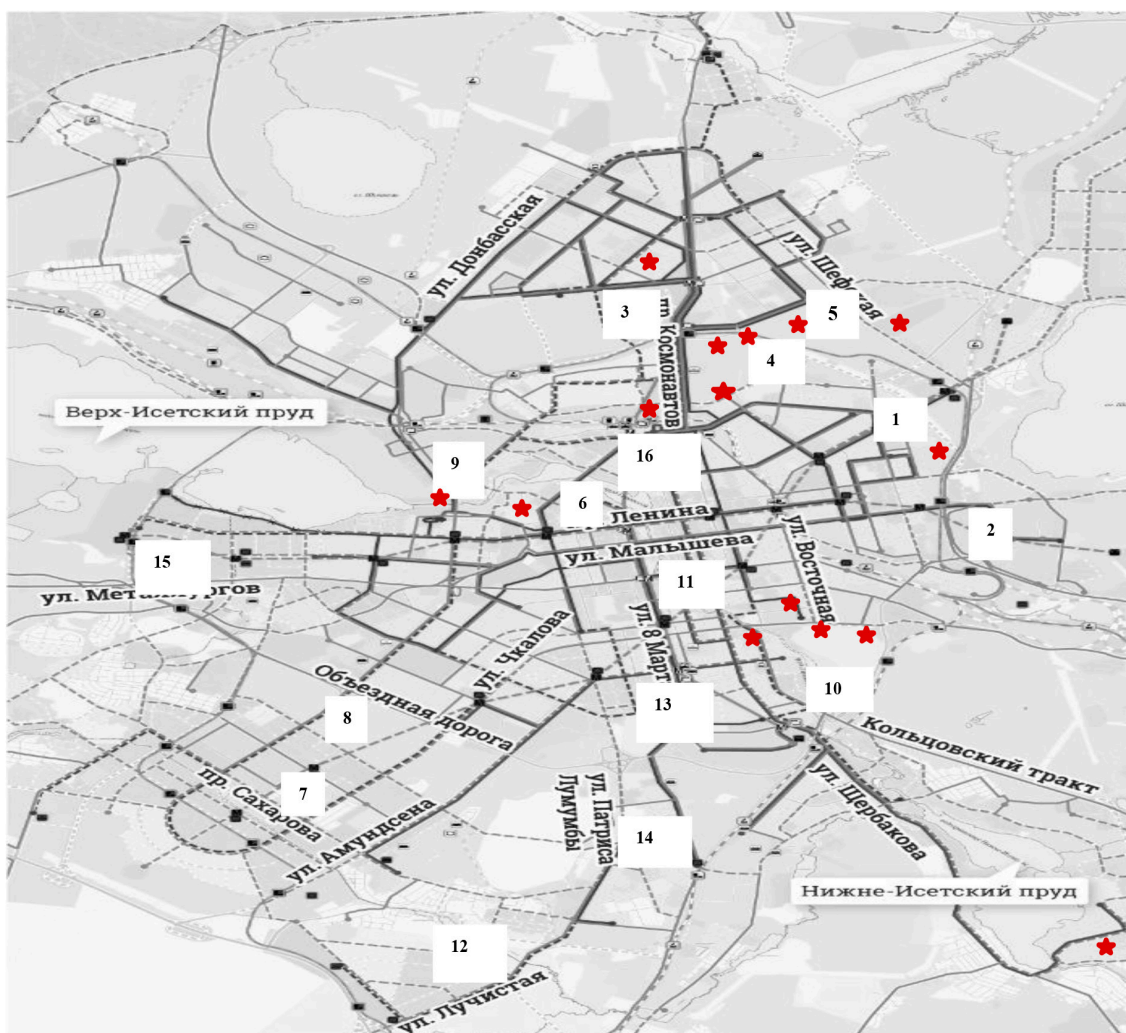 ул. Донбасская
ул. Шефская
3
пр. Космонавтов
5
4
Верх-Исетский пруд
1
9
16
6
Ленина
ул. Малышева
ул. Восточная
2
15
ул. Металлургов
11
ул. 8 Март
ул. Чкалова
Объездная дорога
8
13
10
Кольцовский тракт
7
пр. Сахарова
ул. Амундсена
ул. Патриса
Лумумбы
14
ул. Щербакова
Нижне-Исетский пруд
12
ул. Лучистая